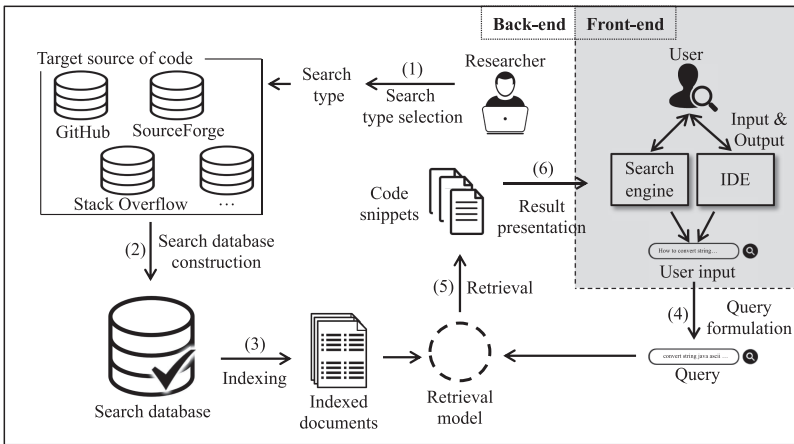 Back-end
Front-end
Target source of code
GitHub
SourceForge
Stack Overflow
...
Search
type
(1)
Search
type selection
Researcher
User
Input &
Output
Search
engine
IDE
How to convert string...
User input
Code
snippets
(6)
Result
presentation
(2)
Search database
construction
(5)
Retrieval
(4)
Query
formulation
Search database
(3)
Indexing
Indexed
documents
Retrieval
model
convert string java ascii ...
Query